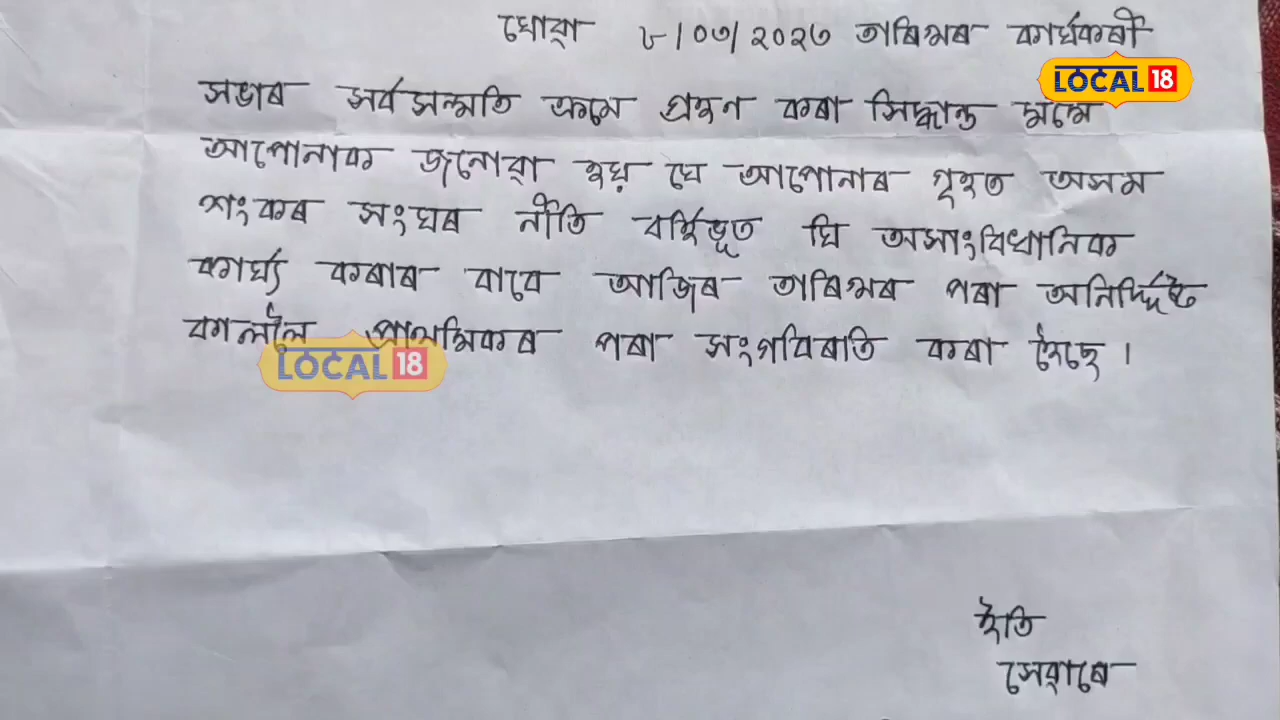 যোৱা ৮/০৩/২০২৩ তাৰিখৰ কাৰ্যকৰী
LOCAL 18
সভাৰ সৰ্বসন্মতি ক্ৰমে গ্ৰহণ কৰা সিদ্ধান্ত মৰ্মে
আপোনাক জনোৱা হয় যে আপোনাৰ গৃহত অসম
শংকৰ সংঘৰ নীতি বৰ্হিভূত যি অসাংবিধানিক
কাৰ্য্য কৰাৰ বাবে আজিৰ তাৰিখৰ পৰা অনিৰ্দ্দিষ্ট
কাললৈ প্ৰাথমিকৰ পৰা সংগবিৰতি কৰা হৈছে।
LOCAL 18
ইতি
সেৱাৰে